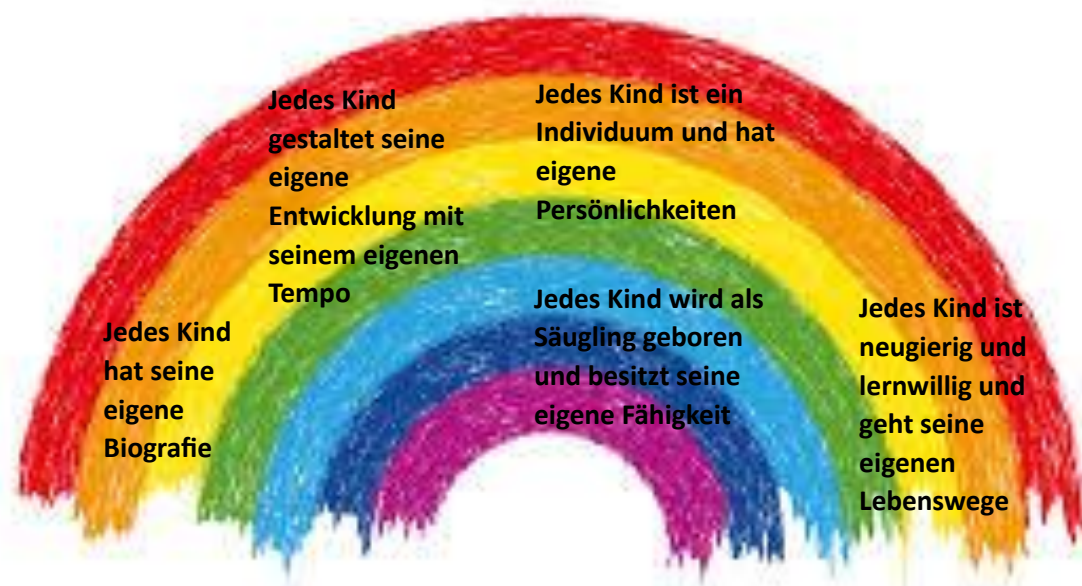 Jedes Kind
gestaltet seine
eigene
Entwicklung mit
seinem eigenen
Tempo
Jedes Kind ist ein
Individuum und hat
eigene
Persönlichkeiten
Jedes Kind
hat seine
eigene
Biografie
Jedes Kind wird als
Säugling geboren
und besitzt seine
eigene Fähigkeit
Jedes Kind ist
neugierig und
lernwillig und
geht seine
eigenen
Lebenswege